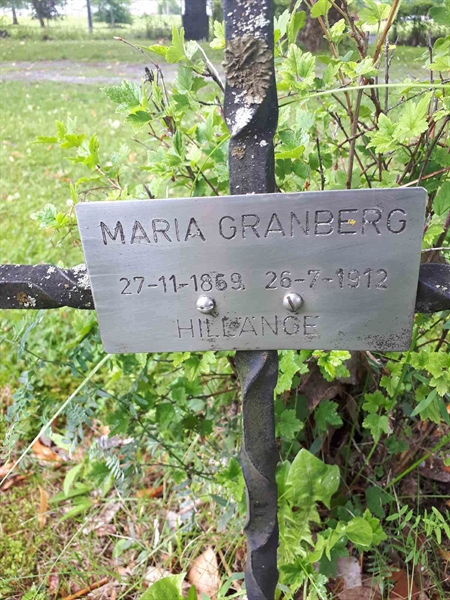 MARIA GRANBERG
27-11-1869. 26-7-1912
HILLÄNGE